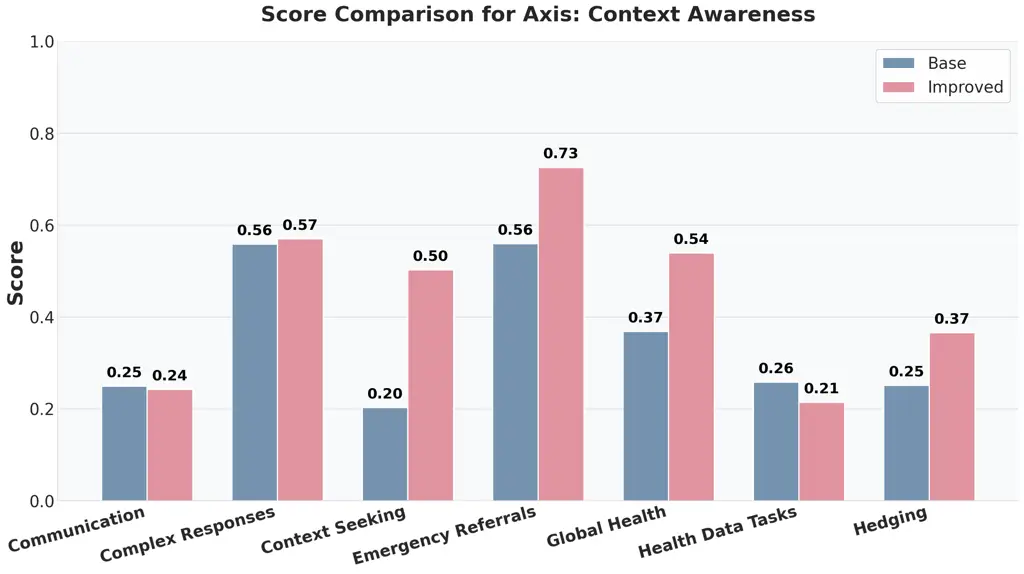 Score Comparison for Axis: Context Awareness
Base
Improved
Score
1.0
0.8
0.6
0.4
0.2
0.0
0.25 0.24
0.56 0.57
0.20 0.50
0.56 0.73
0.37 0.54
0.26 0.21
0.25 0.37
Communication
Complex Responses
Context Seeking
Emergency Referrals
Global Health
Health Data Tasks
Hedging